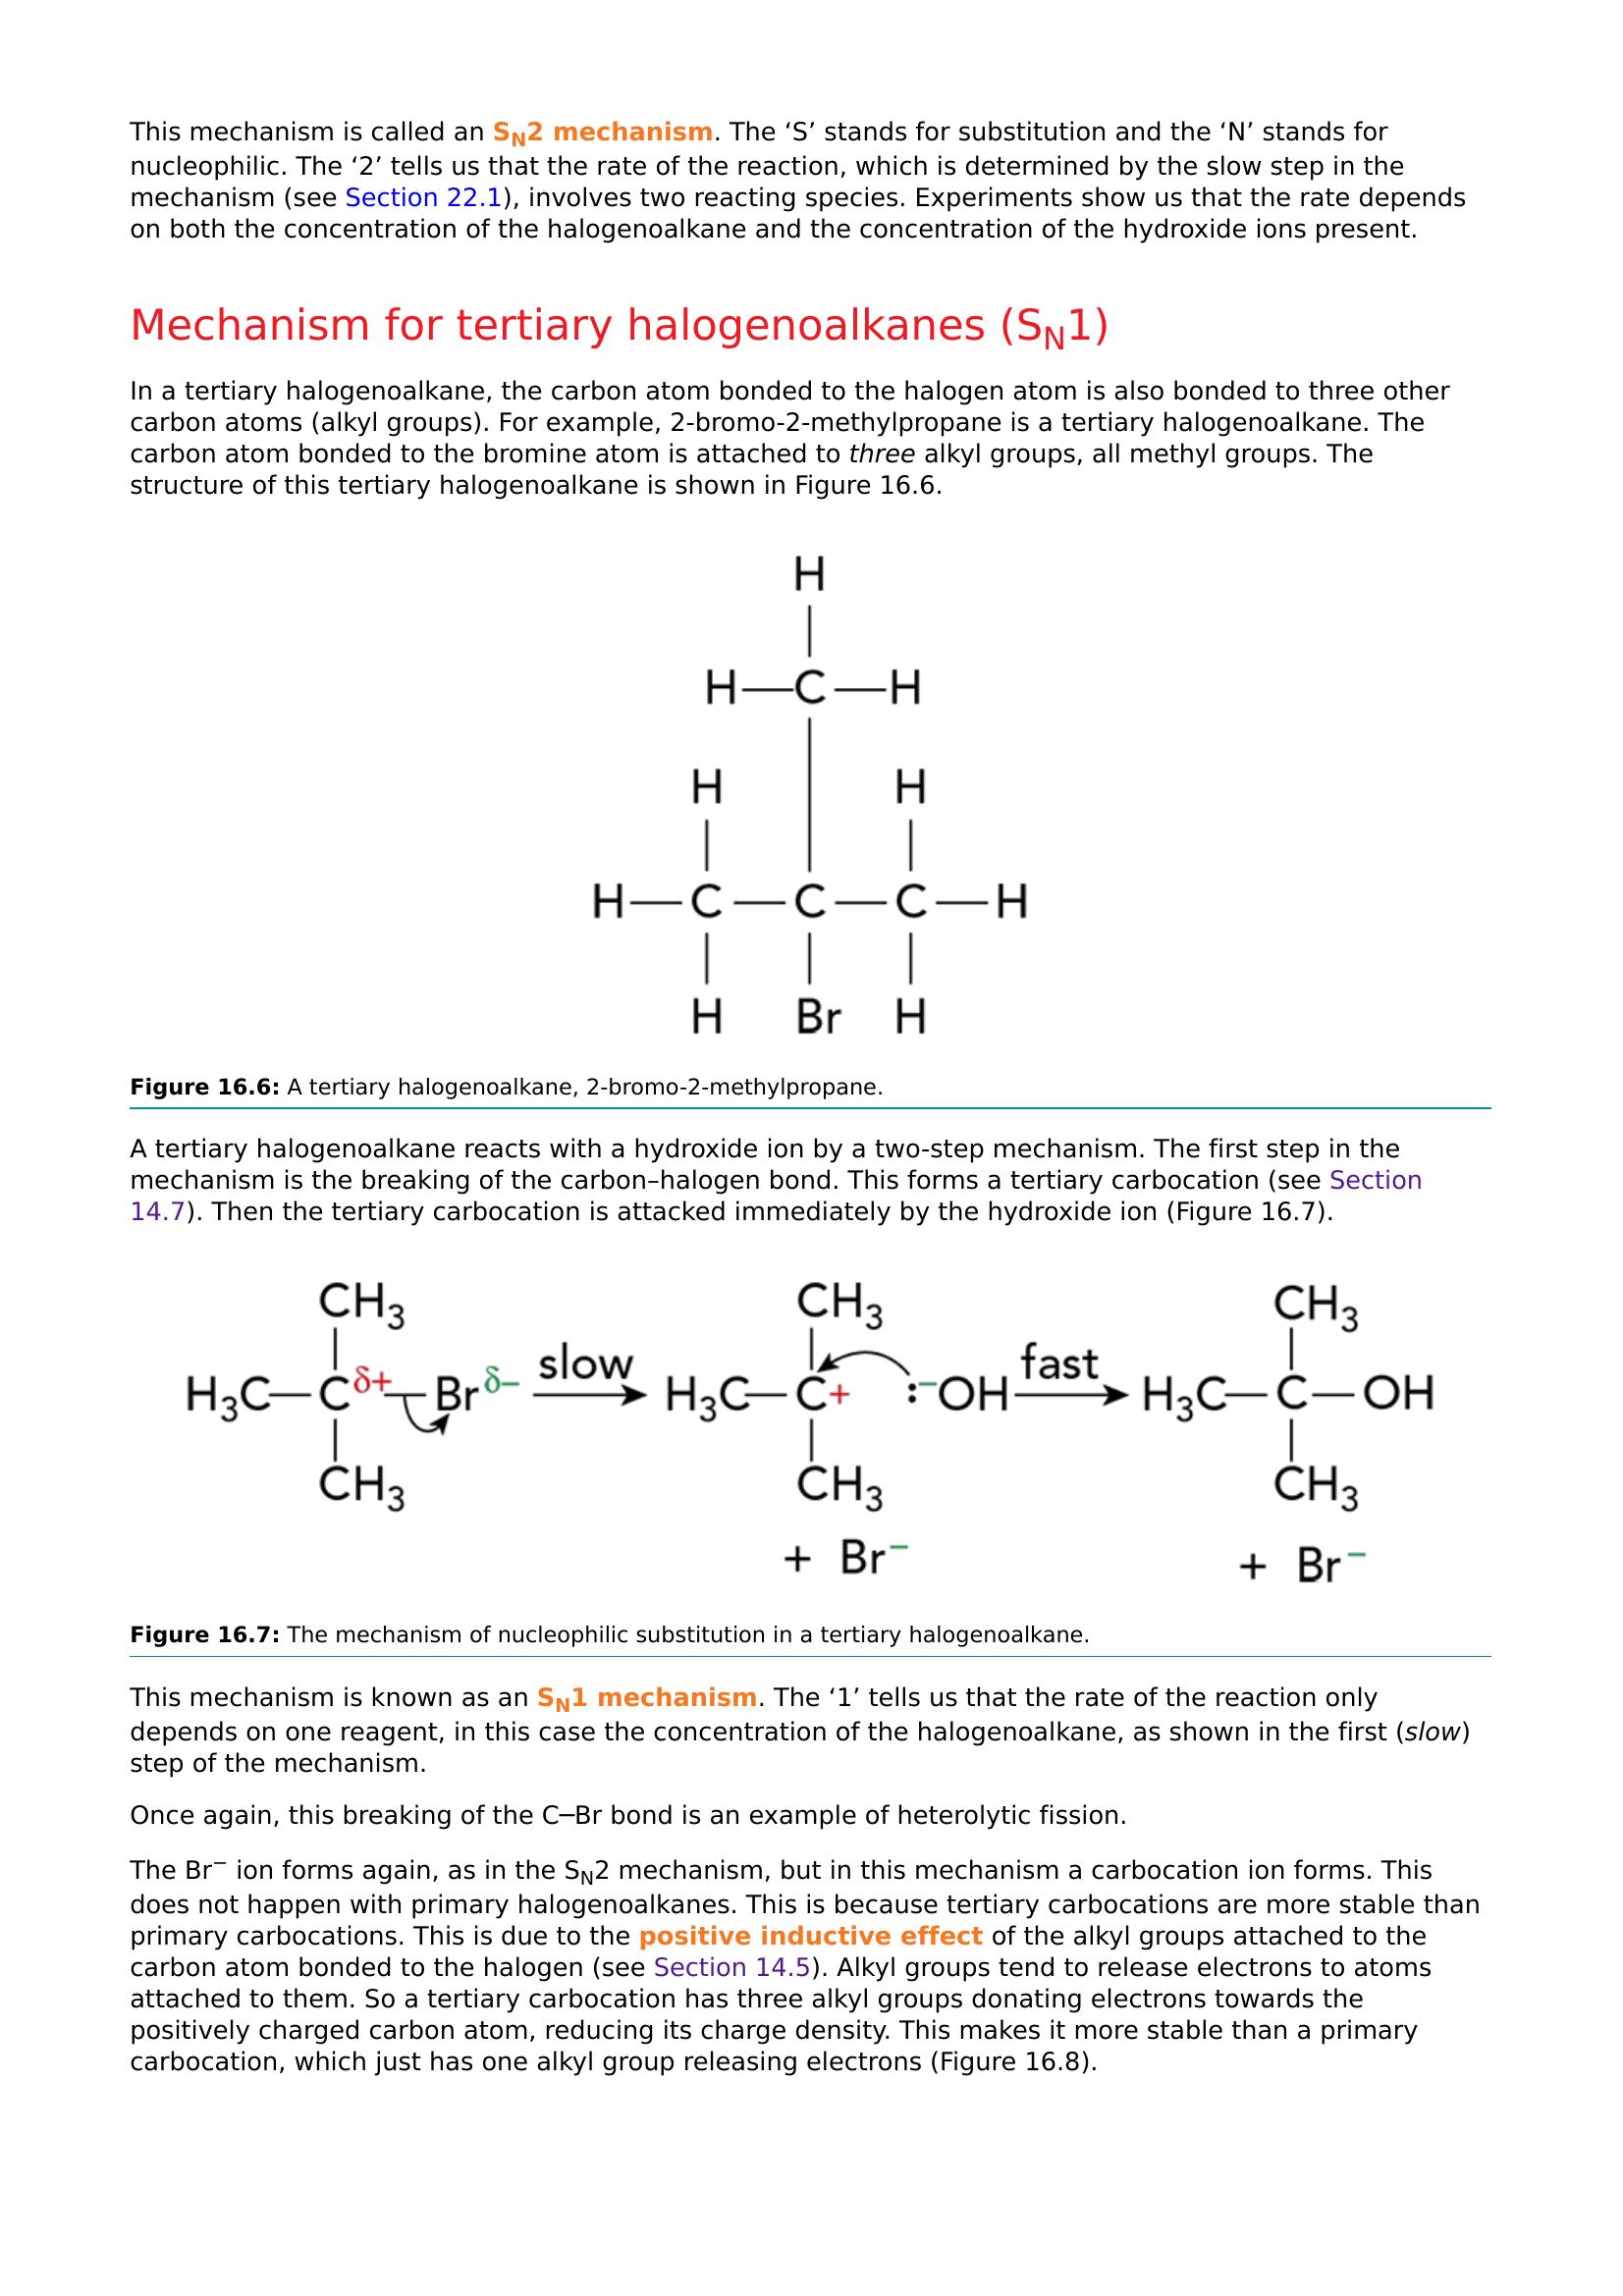 This mechanism is called an SN2 mechanism. The ‘S’ stands for substitution and the ‘N’ stands for
nucleophilic. The ‘2’ tells us that the rate of the reaction, which is determined by the slow step in the
mechanism (see Section 22.1), involves two reacting species. Experiments show us that the rate depends
on both the concentration of the halogenoalkane and the concentration of the hydroxide ions present.
Mechanism for tertiary halogenoalkanes (SN1)
In a tertiary halogenoalkane, the carbon atom bonded to the halogen atom is also bonded to three other
carbon atoms (alkyl groups). For example, 2-bromo-2-methylpropane is a tertiary halogenoalkane. The
carbon atom bonded to the bromine atom is attached to three alkyl groups, all methyl groups. The
structure of this tertiary halogenoalkane is shown in Figure 16.6.
H
H—C—H
H H
H—C—C—C—H
H Br H
Figure 16.6: A tertiary halogenoalkane, 2-bromo-2-methylpropane.
A tertiary halogenoalkane reacts with a hydroxide ion by a two-step mechanism. The first step in the
mechanism is the breaking of the carbon–halogen bond. This forms a tertiary carbocation (see Section
14.7). Then the tertiary carbocation is attacked immediately by the hydroxide ion (Figure 16.7).
CH₃ CH₃ CH₃
slow fast
H₃C—Cδ+—Brδ− H₃C—C+ :−OH H₃C—C—OH
CH₃ CH₃ CH₃
+ Br− + Br−
Figure 16.7: The mechanism of nucleophilic substitution in a tertiary halogenoalkane.
This mechanism is known as an SN1 mechanism. The ‘1’ tells us that the rate of the reaction only
depends on one reagent, in this case the concentration of the halogenoalkane, as shown in the first (slow)
step of the mechanism.
Once again, this breaking of the C─Br bond is an example of heterolytic fission.
The Br− ion forms again, as in the SN2 mechanism, but in this mechanism a carbocation ion forms. This
does not happen with primary halogenoalkanes. This is because tertiary carbocations are more stable than
primary carbocations. This is due to the positive inductive effect of the alkyl groups attached to the
carbon atom bonded to the halogen (see Section 14.5). Alkyl groups tend to release electrons to atoms
attached to them. So a tertiary carbocation has three alkyl groups donating electrons towards the
positively charged carbon atom, reducing its charge density. This makes it more stable than a primary
carbocation, which just has one alkyl group releasing electrons (Figure 16.8).